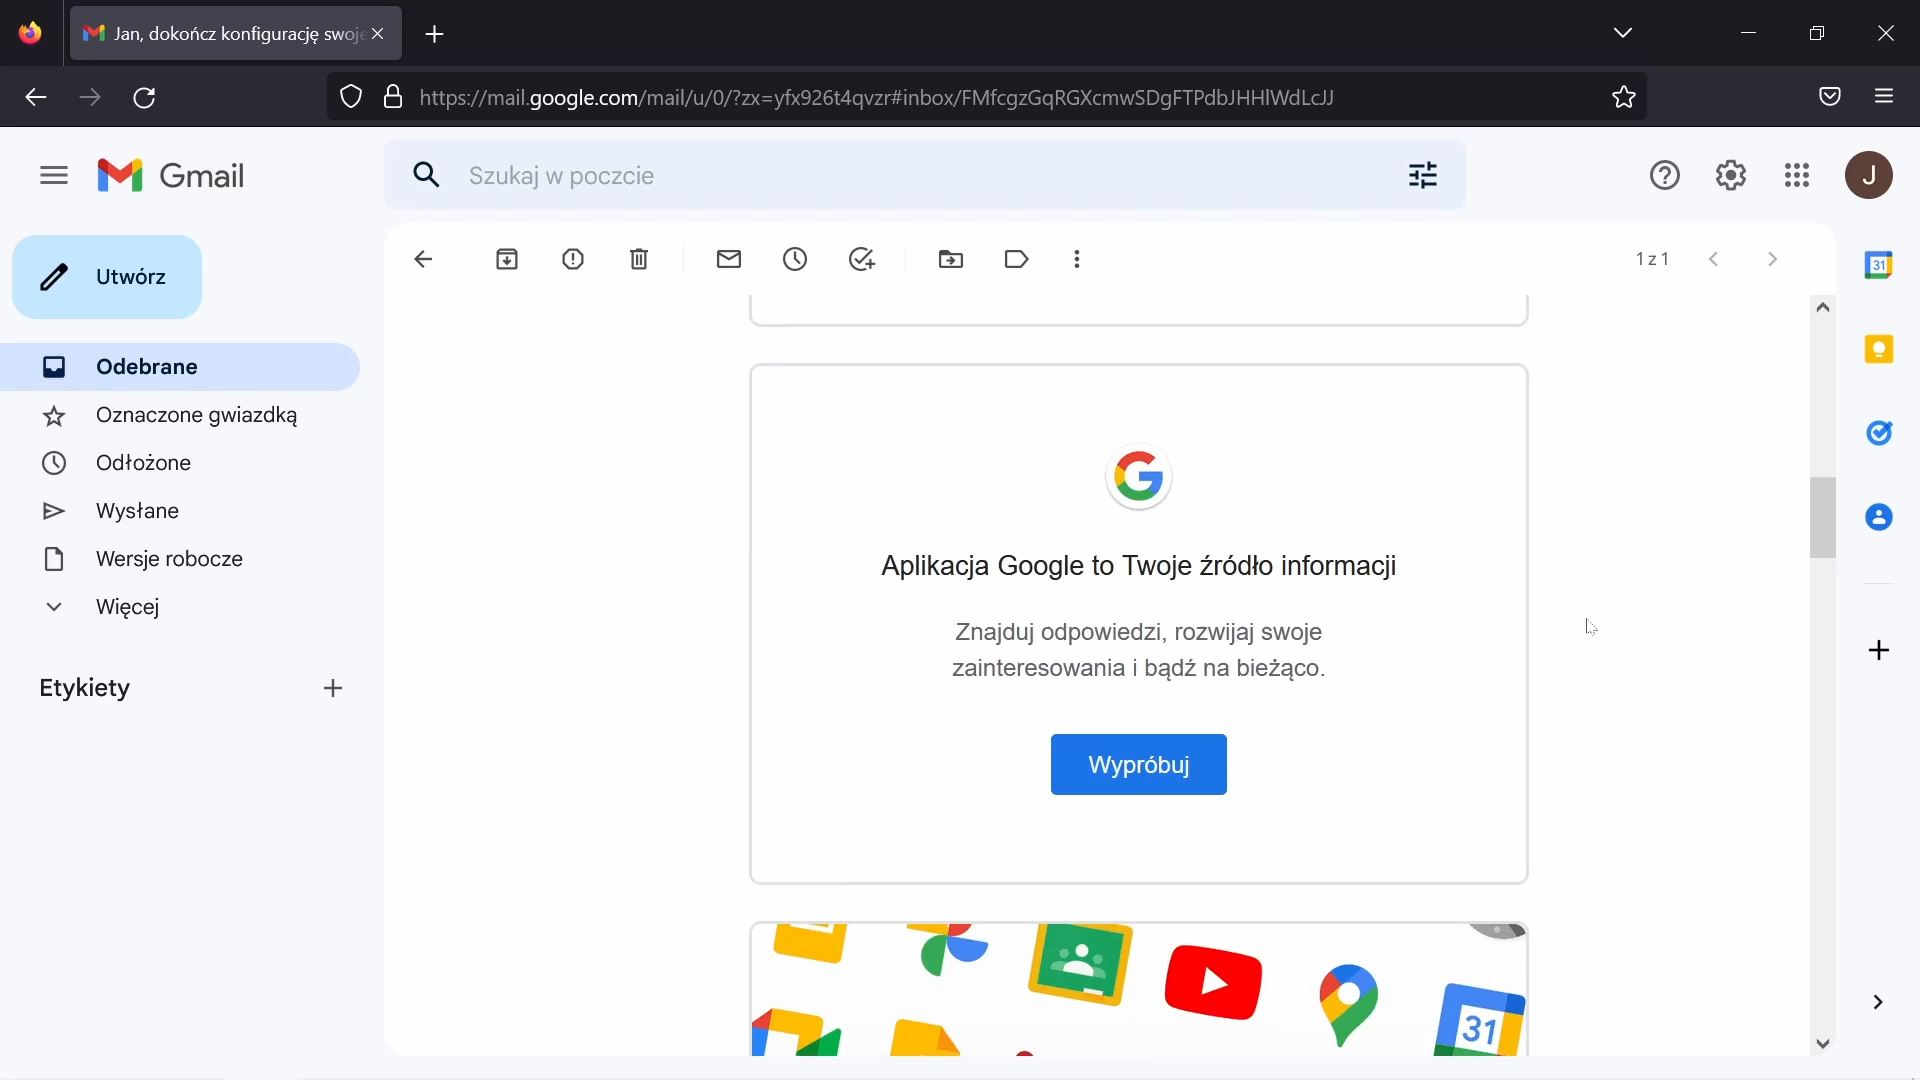 Jan, dokończ konfigurację swoje
https://mail.google.com/mail/u/0/?zx=yfx926t4qvzr#inbox/FMfcgzGqRGXcmwSDgFTPdbJHHlWdLcJJ
Gmail
Szukaj w poczcie
J
Utwórz
1 z 1
31
Odebrane
Oznaczone gwiazdką
Odłożone
Wysłane
Wersje robocze
Więcej
Etykiety
Aplikacja Google to Twoje źródło informacji
Znajduj odpowiedzi, rozwijaj swoje
zainteresowania i bądź na bieżąco.
Wypróbuj
31